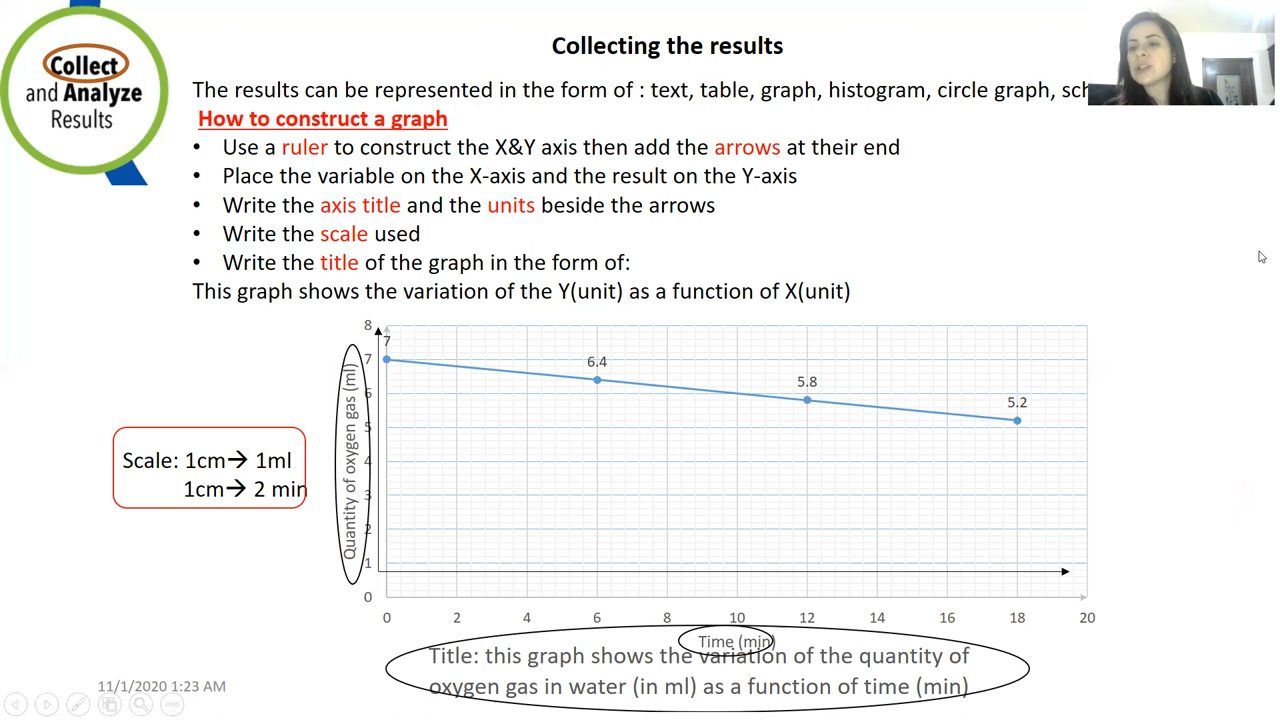 Collect
and Analyze
Results
Collecting the results
The results can be represented in the form of : text, table, graph, histogram, circle graph,
How to construct a graph
• Use a ruler to construct the X&Y axis then add the arrows at their end
• Place the variable on the X-axis and the result on the Y-axis
• Write the axis title and the units beside the arrows
• Write the scale used
• Write the title of the graph in the form of:
This graph shows the variation of the Y(unit) as a function of X(unit)
Scale: 1cm→ 1ml
1cm→ 2 min
Quantity of oxygen gas (ml)
8
7
6
5
4
3
2
1
0
7
6.4
5.8
5.2
0 2 4 6 8 10 12 14 16 18 20
Time (min)
Title: this graph shows the variation of the quantity of
oxygen gas in water (in ml) as a function of time (min)
11/1/2020 1:23 AM